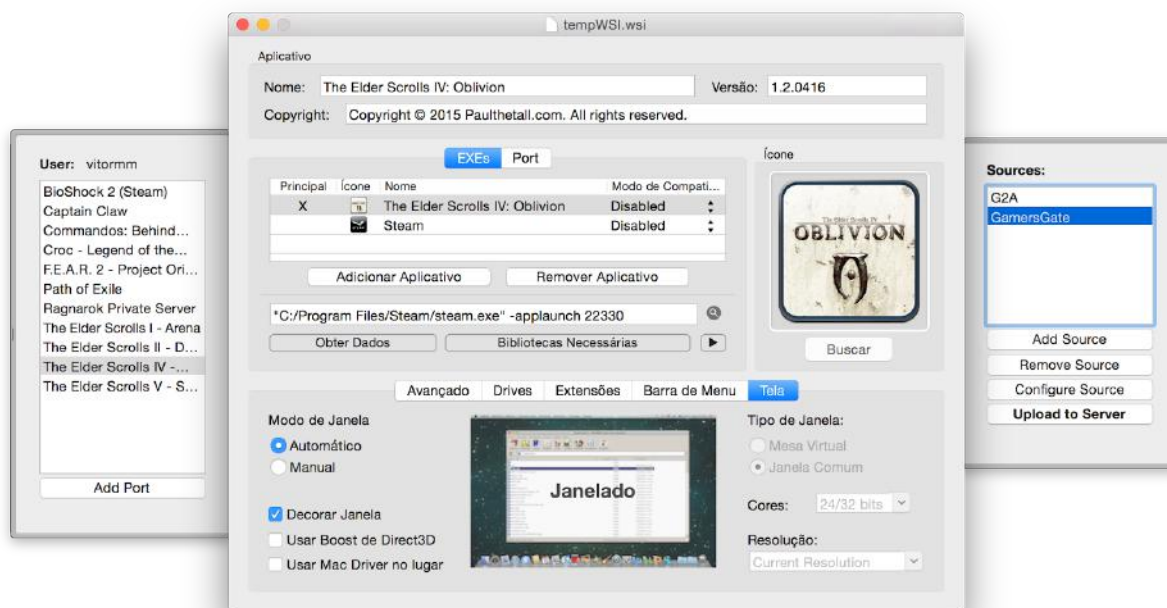 tempWSI.wsi
Aplicativo
Nome: The Elder Scrolls IV: Oblivion Versão: 1.2.0416
Copyright: Copyright © 2015 Paulthetall.com. All rights reserved.
User: vitormm
BioShock 2 (Steam)
Captain Claw
Commandos: Behind...
Croc - Legend of the...
F.E.A.R. 2 - Project Ori...
Path of Exile
Ragnarok Private Server
The Elder Scrolls I - Arena
The Elder Scrolls II - D...
The Elder Scrolls IV -...
The Elder Scrolls V - S...
Add Port
EXEs Port
Principal Ícone Nome Modo de Compati...
X The Elder Scrolls IV: Oblivion Disabled
Steam Disabled
Adicionar Aplicativo Remover Aplicativo
"C:/Program Files/Steam/steam.exe" -applaunch 22330
Obter Dados Bibliotecas Necessárias
Ícone
The Elder Scrolls IV
OBLIVION
Buscar
Avançado Drives Extensões Barra de Menu Tela
Modo de Janela
Automático
Manual
Decorar Janela
Usar Boost de Direct3D
Usar Mac Driver no lugar
Janelado
Tipo de Janela:
Mesa Virtual
Janela Comum
Cores: 24/32 bits
Resolução:
Current Resolution
Sources:
G2A
GamersGate
Add Source
Remove Source
Configure Source
Upload to Server